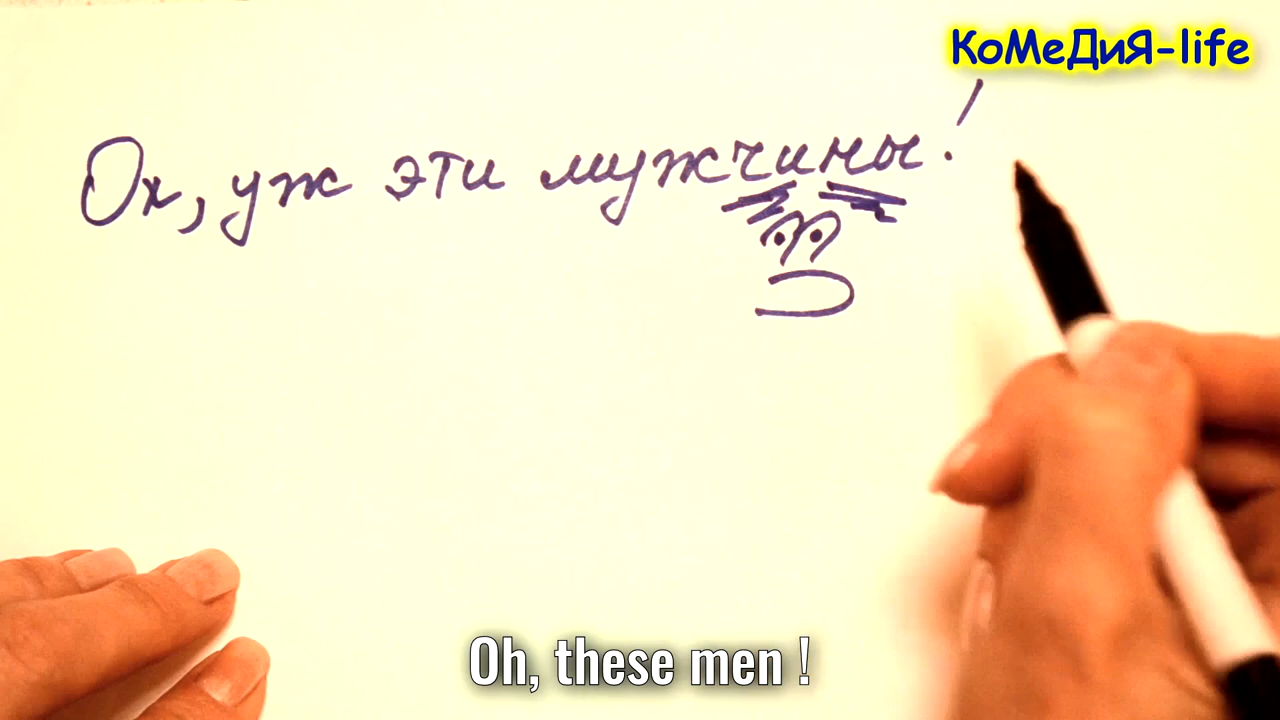 КоМеДиЯ-life
Ох, уж эти мужчины!
Oh, these men !